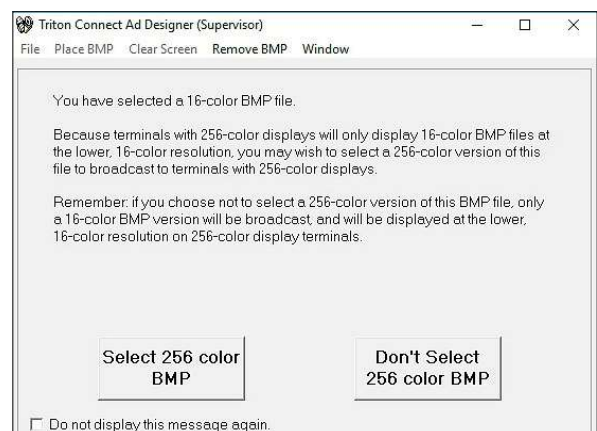 Triton Connect Ad Designer (Supervisor)
File Place BMP Clear Screen Remove BMP Window
You have selected a 16-color BMP file.
Because terminals with 256-color displays will only display 16-color BMP files at
the lower, 16-color resolution, you may wish to select a 256-color version of this
file to broadcast to terminals with 256-color displays.
Remember: if you choose not to select a 256-color version of this BMP file, only
a 16-color BMP version will be broadcast, and will be displayed at the lower,
16-color resolution on 256-color display terminals.
Select 256 color
BMP
Don't Select
256 color BMP
Do not display this message again.